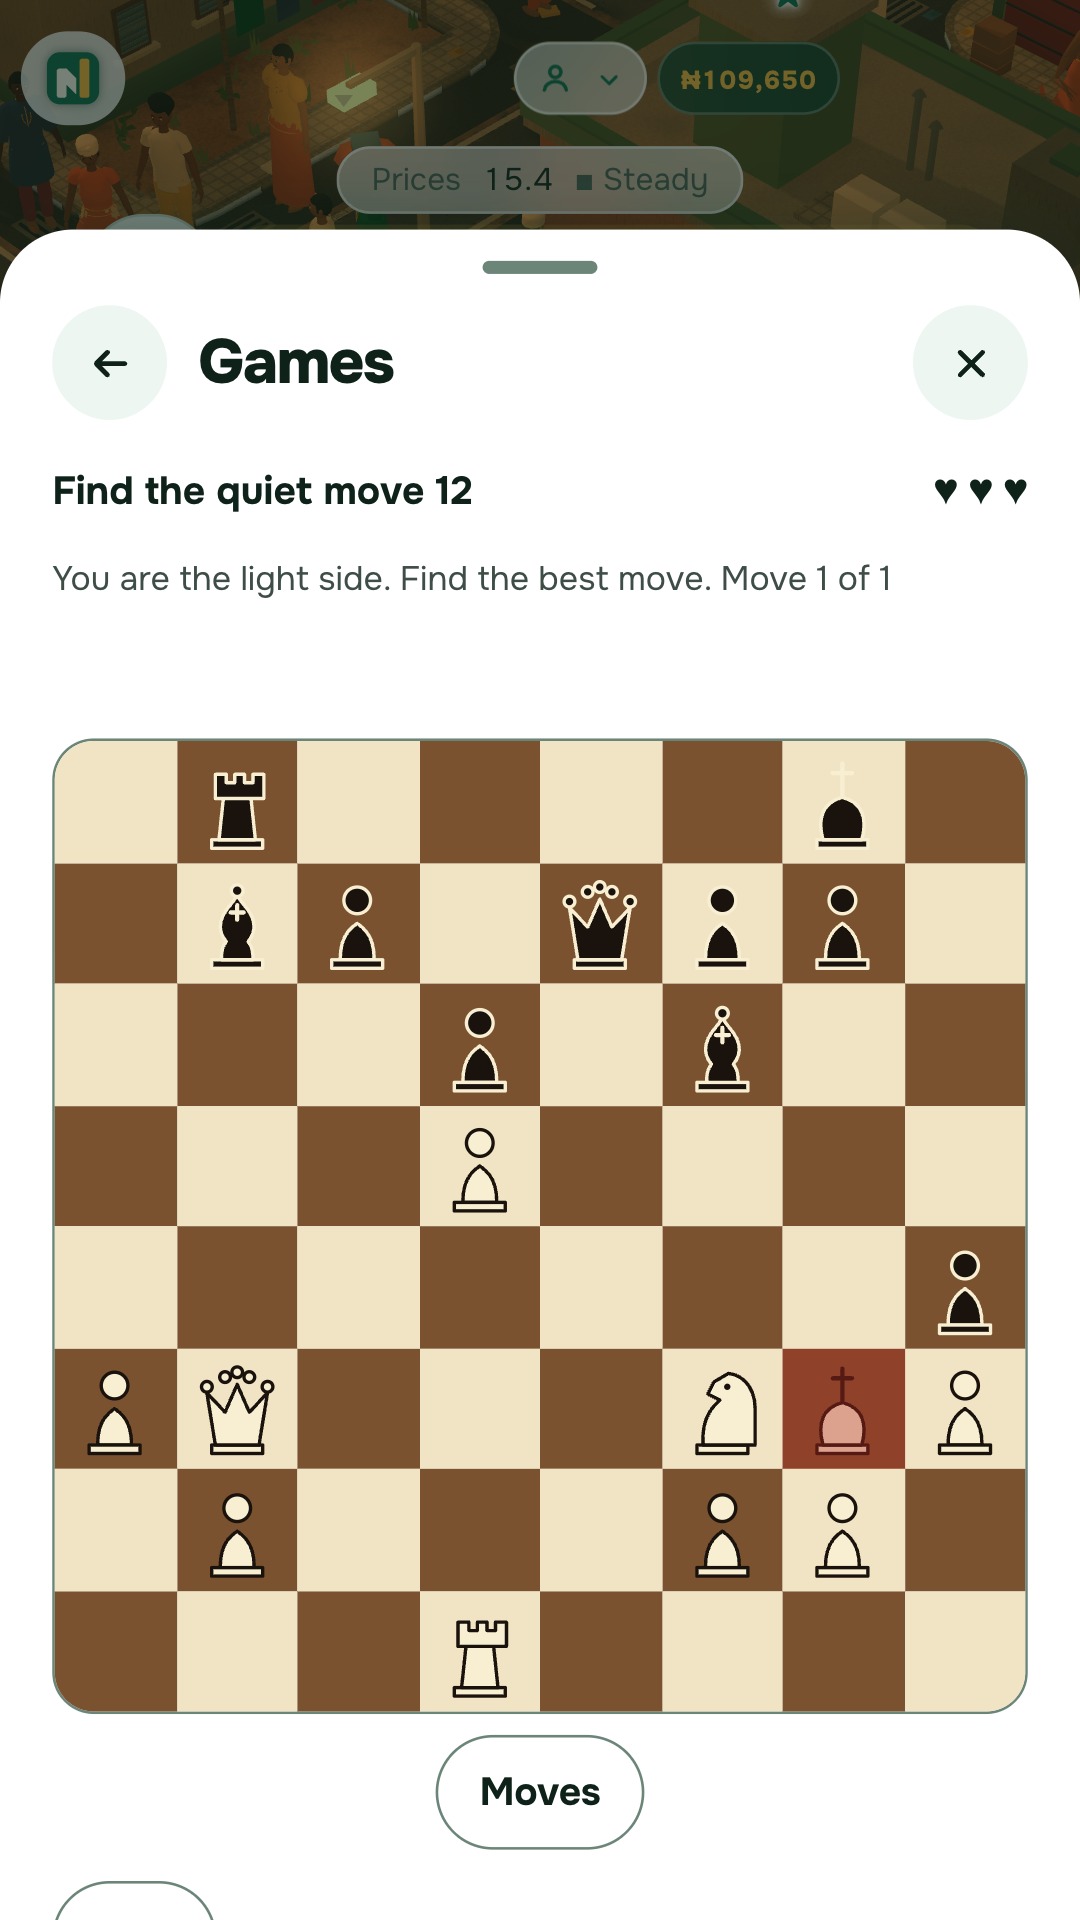 ₦109,650
Prices 15.4 ■ Steady
Games
Find the quiet move 12
♥ ♥ ♥
You are the light side. Find the best move. Move 1 of 1
Moves